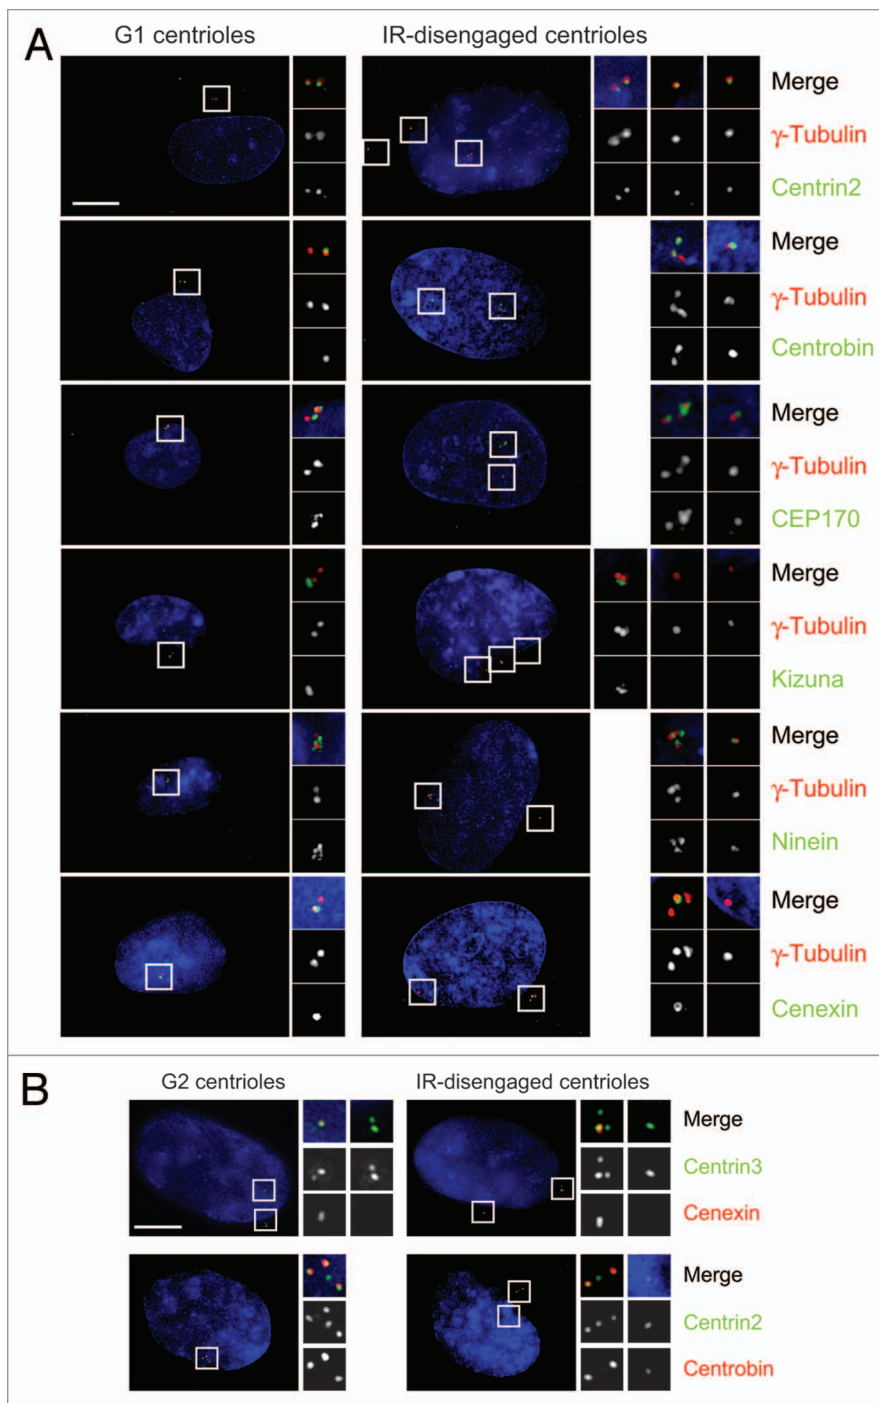 A
G1 centrioles
IR-disengaged centrioles
Merge
γ-Tubulin
Centrin2
Merge
γ-Tubulin
Centrobin
Merge
γ-Tubulin
CEP170
Merge
γ-Tubulin
Kizuna
Merge
γ-Tubulin
Ninein
Merge
γ-Tubulin
Cenexin
B
G2 centrioles
IR-disengaged centrioles
Merge
Centrin3
Cenexin
Merge
Centrin2
Centrobin